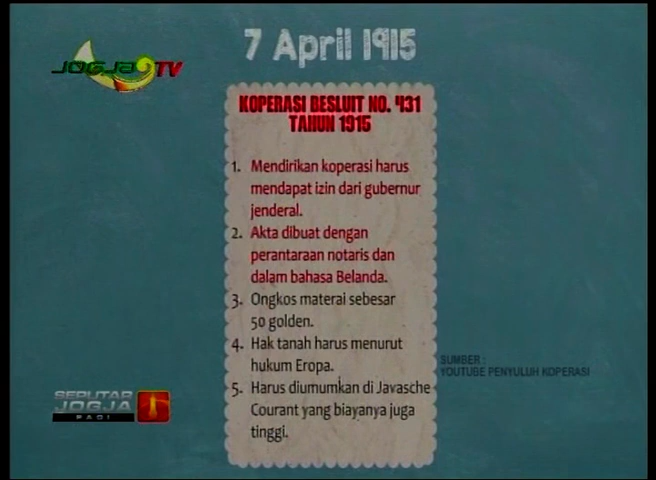 7 April 1915
JOGJA TV
KOPERASI BESLUIT NO. 431
TAHUN 1915
1. Mendirikan koperasi harus
mendapat izin dari gubernur
jenderal.
2. Akta dibuat dengan
perantaraan notaris dan
dalam bahasa Belanda.
3. Ongkos materai sebesar
50 golden.
4. Hak tanah harus menurut
hukum Eropa.
5. Harus diumumkan di Javasche
Courant yang biayanya juga
tinggi.
SUMBER :
YOUTUBE PENYULUH KOPERASI
SEPUTAR
JOGJA
PAGI